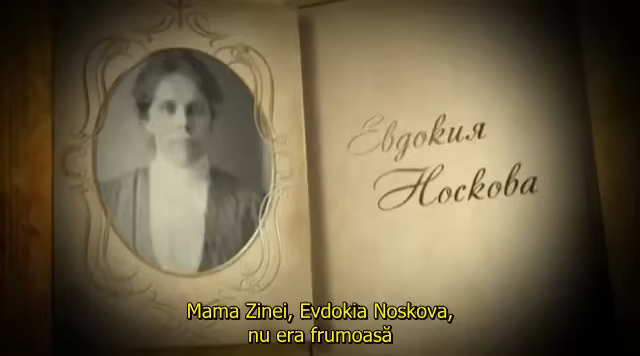 Евдокия
Носкова
Mama Zinei, Evdokia Noskova,
nu era frumoasă